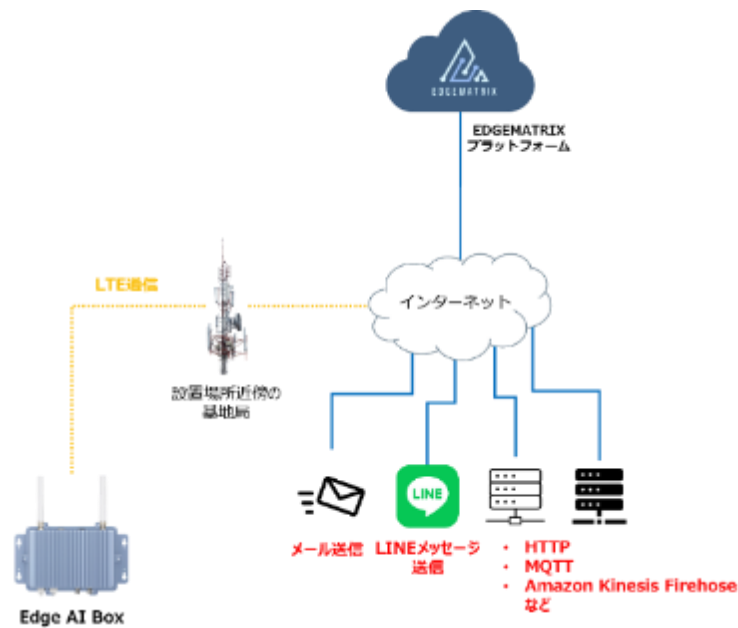 EDGEMATRIX
EDGEMATRIX
プラットフォーム
LTE通信
インターネット
設置場所近傍の
基地局
LINE
メール送信
LINEメッセージ
送信
・ HTTP
・ MQTT
・ Amazon Kinesis Firehose
など
Edge AI Box